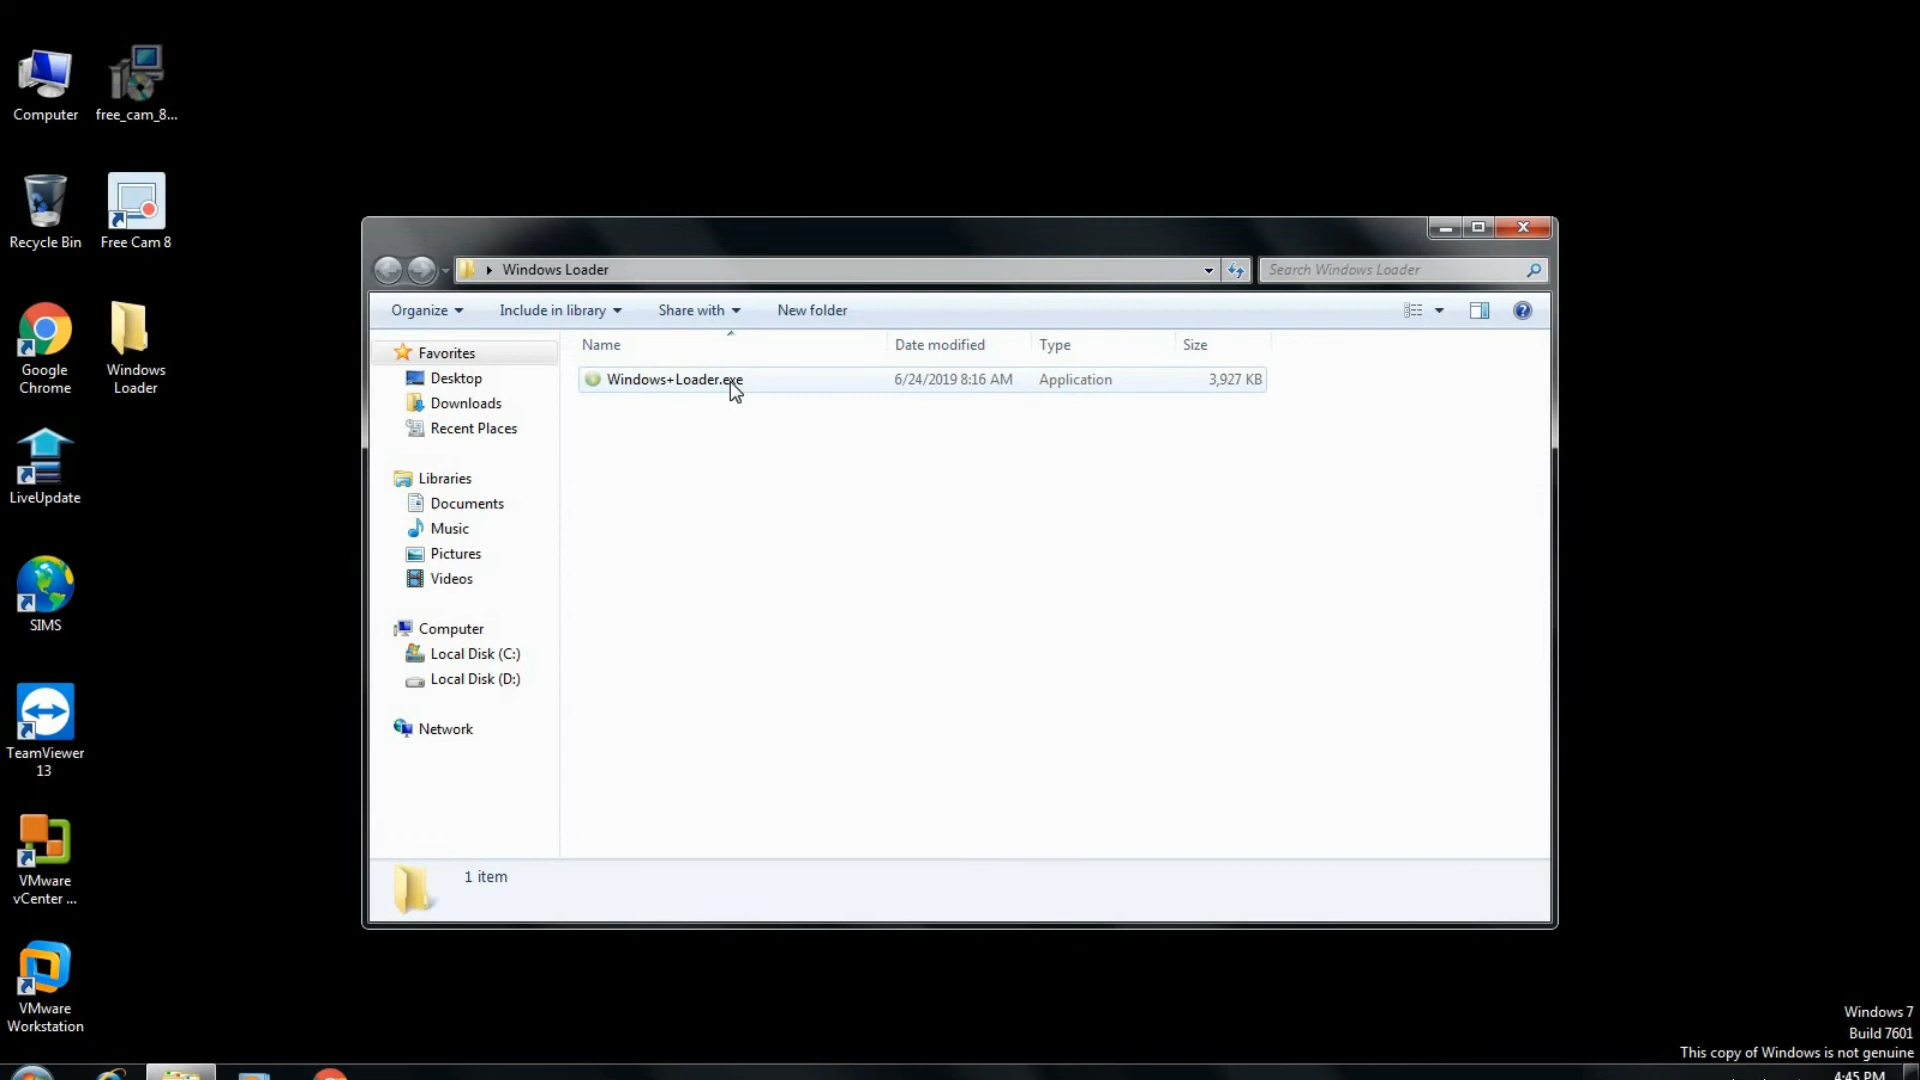 Computer
free_cam_8...
Recycle Bin
Free Cam 8
Google
Chrome
Windows
Loader
LiveUpdate
SIMS
TeamViewer
13
VMware
vCenter ...
VMware
Workstation
Windows Loader
Search Windows Loader
Organize
Include in library
Share with
New folder
Name
Date modified
Type
Size
Windows+Loader.exe
6/24/2019 8:16 AM
Application
3,927 KB
Favorites
Desktop
Downloads
Recent Places
Libraries
Documents
Music
Pictures
Videos
Computer
Local Disk (C:)
Local Disk (D:)
Network
1 item
Windows 7
Build 7601
This copy of Windows is not genuine
4:45 PM